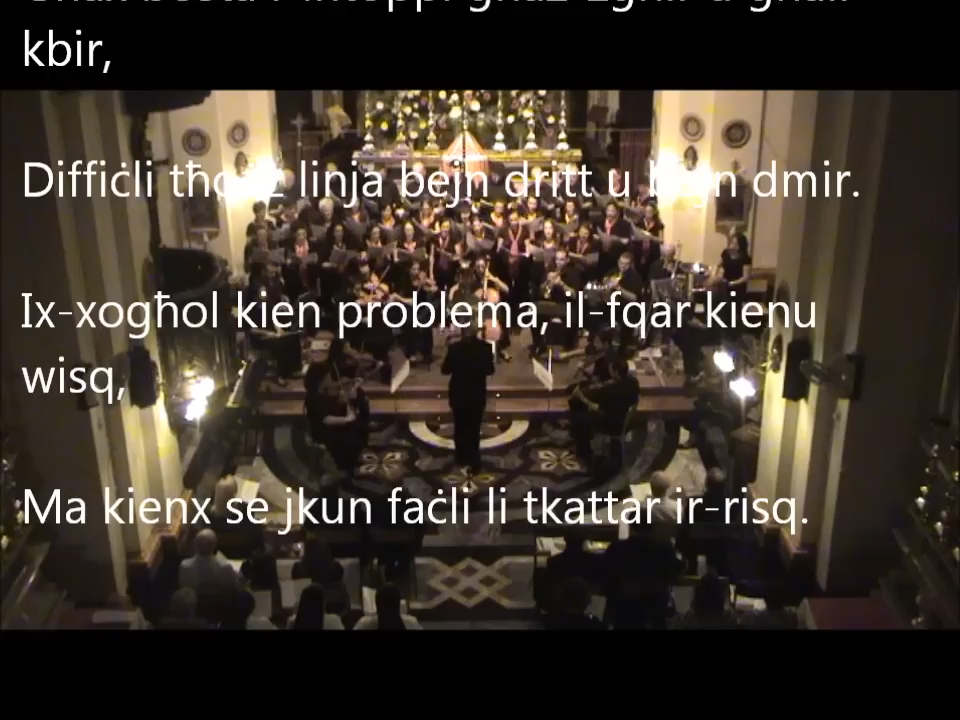 kbir,
Diffiċli linja bejn dritt u dmir.
Ix-xogħol kien problema, il-fqar kienu
wisq,
Ma kienx se jkun faċli li tkattar ir-risq.